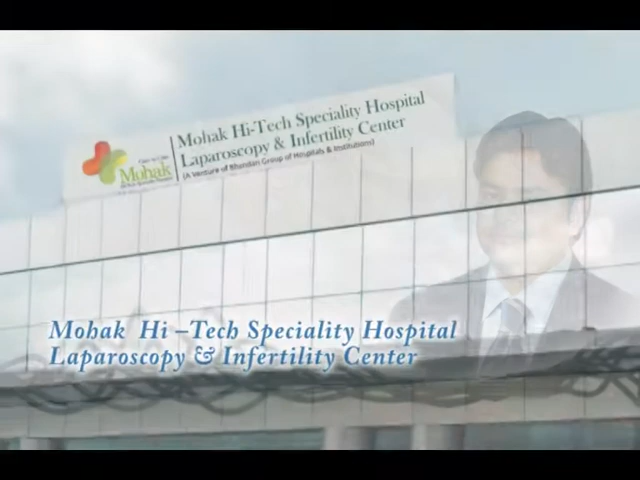 Mohak Hi-Tech Speciality Hospital
Laparoscopy & Infertility Center
(A Venture of Bhandari Group of Hospitals & Institutions)
Mohak
Mohak Hi –Tech Speciality Hospital
Laparoscopy & Infertility Center